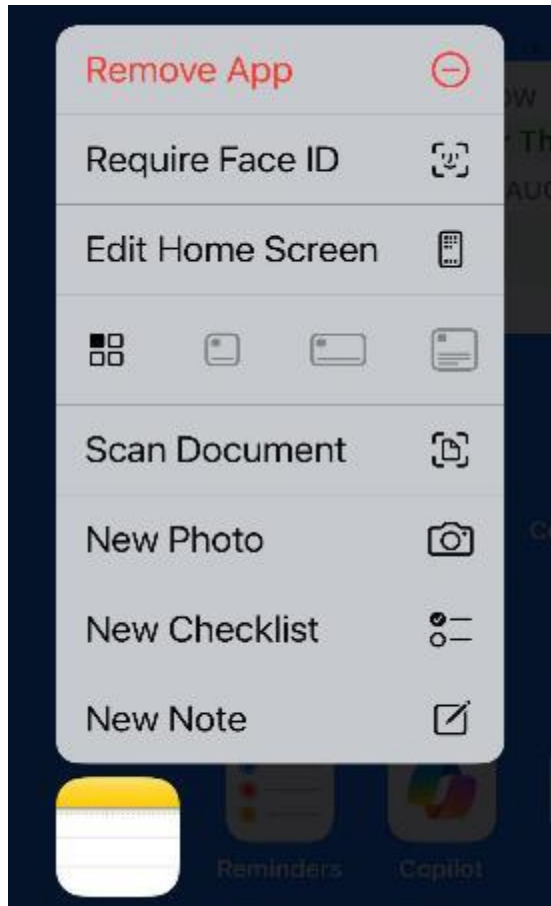 Remove App
Require Face ID
Edit Home Screen
Scan Document
New Photo
New Checklist
New Note
Reminders
Copilot